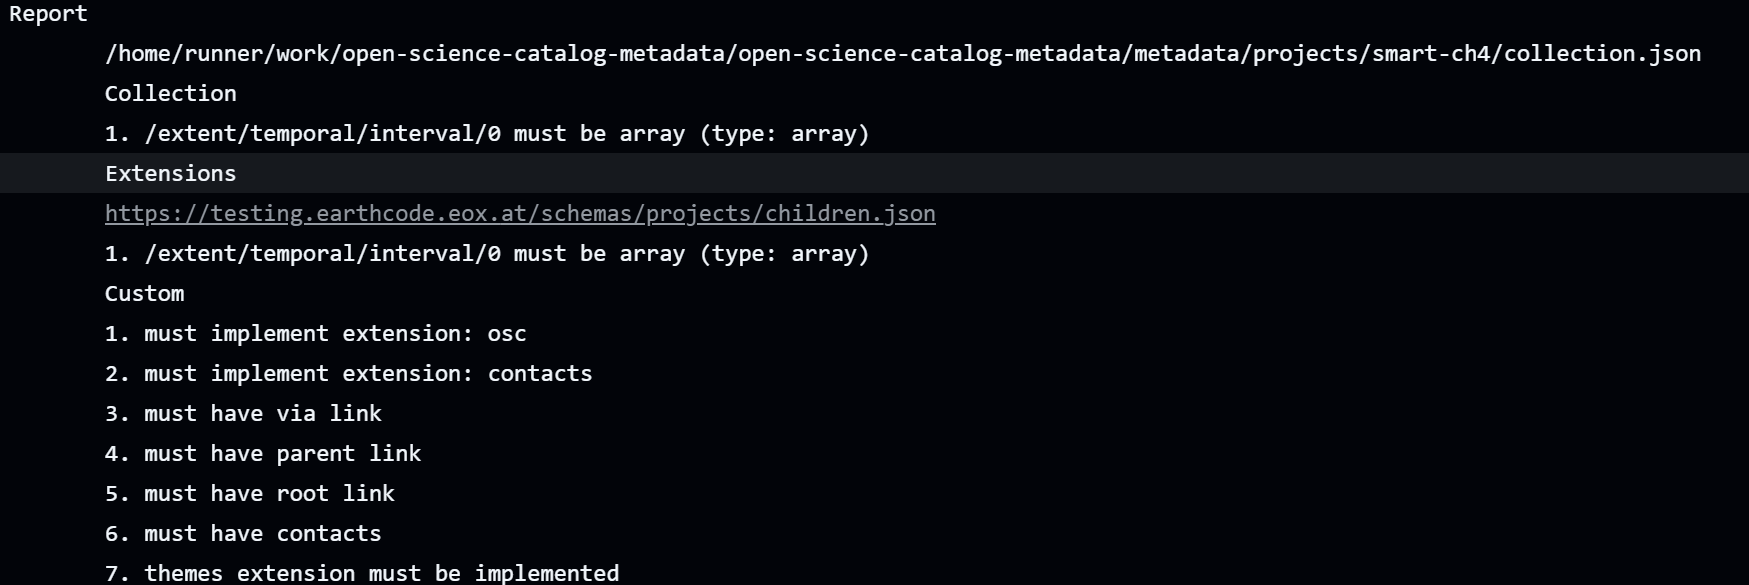 Report
/home/runner/work/open-science-catalog-metadata/open-science-catalog-metadata/metadata/projects/smart-ch4/collection.json
Collection
1. /extent/temporal/interval/0 must be array (type: array)
Extensions
https://testing.earthcode.eox.at/schemas/projects/children.json
1. /extent/temporal/interval/0 must be array (type: array)
Custom
1. must implement extension: osc
2. must implement extension: contacts
3. must have via link
4. must have parent link
5. must have root link
6. must have contacts
7. themes extension must be implemented